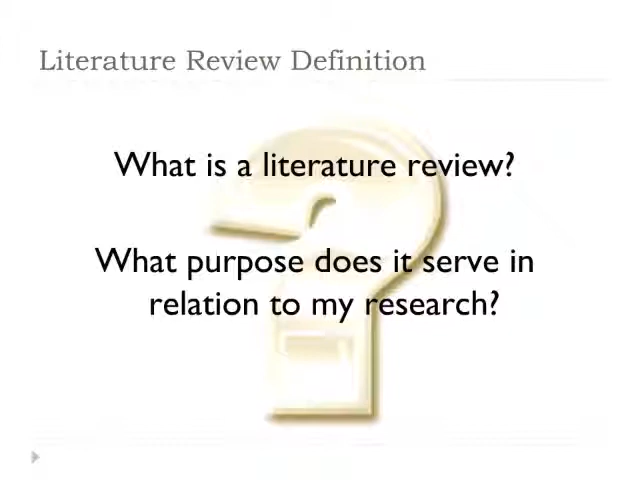 Literature Review Definition
What is a literature review?
What purpose does it serve in
relation to my research?